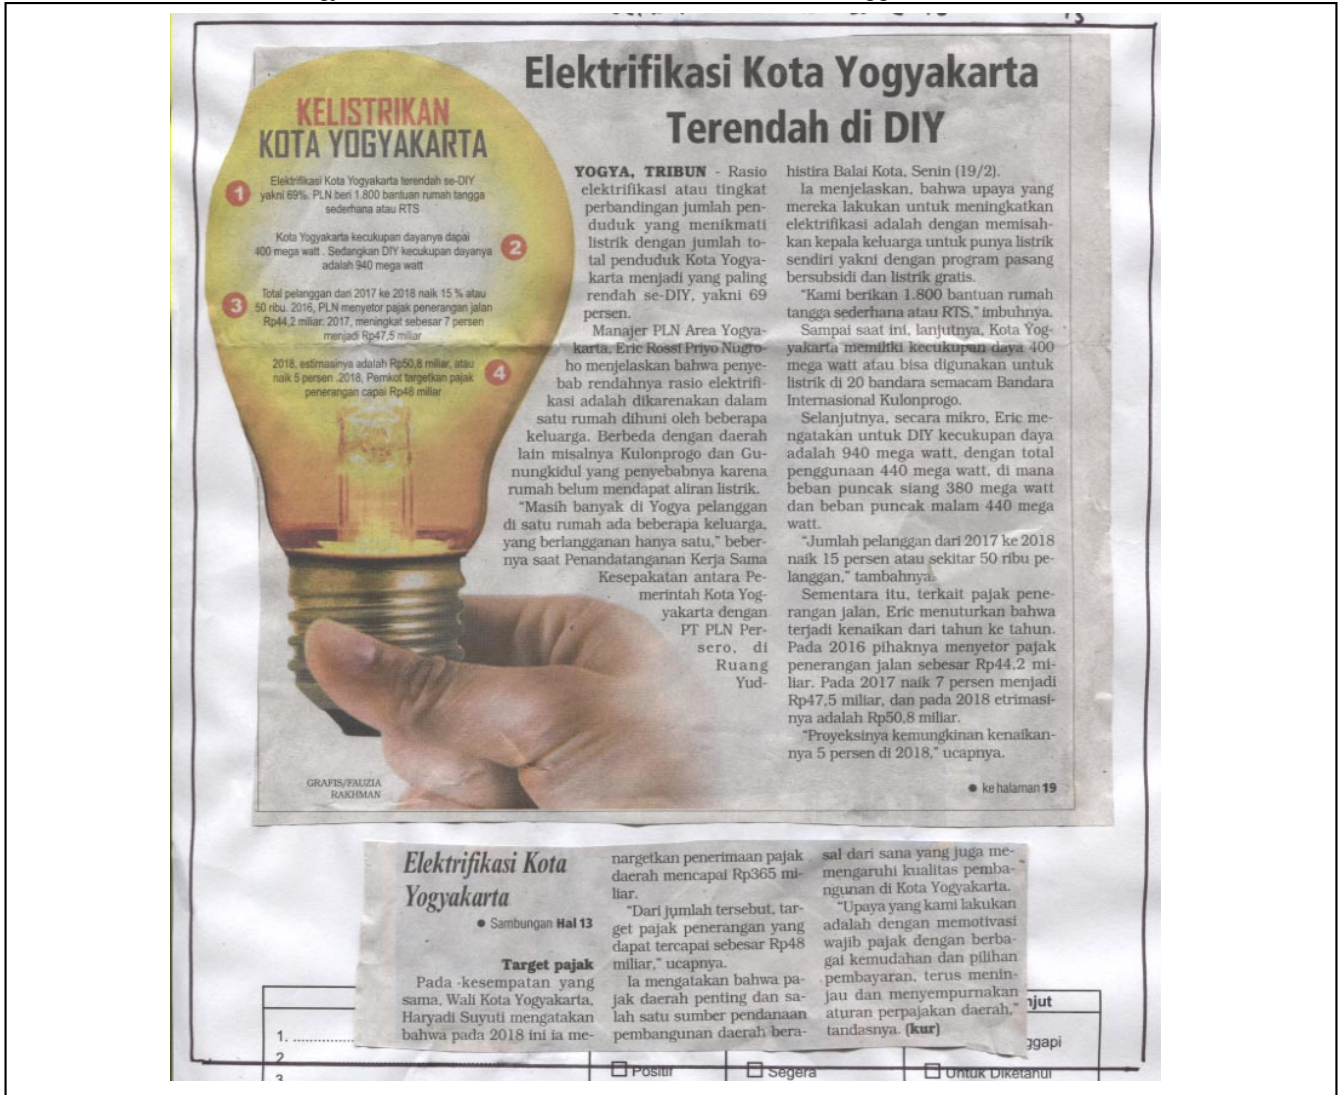 Elektrifikasi Kota Yogyakarta
Terendah di DIY
KELISTRIKAN
KOTA YOGYAKARTA
1
Elektrifikasi Kota Yogyakarta terendah se-DIY
yakni 69%. PLN beri 1.800 bantuan rumah tangga
sederhana atau RTS
Kota Yogyakarta kecukupan dayanya dapai
400 mega watt . Sedangkan DIY kecukupan dayanya
adalah 940 mega watt
2
3
Total pelanggan dari 2017 ke 2018 naik 15 % atau
50 ribu. 2016, PLN menyetor pajak penerangan jalan
Rp44,2 miliar. 2017, meningkat sebesar 7 persen
menjadi Rp47,5 miliar
2018, estimasinya adalah Rp50,8 miliar, atau
naik 5 persen .2018, Pemkot targetkan pajak
penerangan capai Rp48 miliar
4
GRAFIS/FAUZIA
RAKHMAN
YOGYA, TRIBUN - Rasio
elektrifikasi atau tingkat
perbandingan jumlah pen-
duduk yang menikmati
listrik dengan jumlah to-
tal penduduk Kota Yogya-
karta menjadi yang paling
rendah se-DIY, yakni 69
persen.
Manajer PLN Area Yogya-
karta, Eric Rossi Priyo Nugro-
ho menjelaskan bahwa penye-
bab rendahnya rasio elektrifi-
kasi adalah dikarenakan dalam
satu rumah dihuni oleh beberapa
keluarga. Berbeda dengan daerah
lain misalnya Kulonprogo dan Gu-
nungkidul yang penyebabnya karena
rumah belum mendapat aliran listrik.
"Masih banyak di Yogya pelanggan
di satu rumah ada beberapa keluarga,
yang berlangganan hanya satu," beber-
nya saat Penandatanganan Kerja Sama
Kesepakatan antara Pe-
merintah Kota Yog-
yakarta dengan
PT PLN Per-
sero, di
Ruang
Yud-
histira Balai Kota, Senin (19/2).
Ia menjelaskan, bahwa upaya yang
mereka lakukan untuk meningkatkan
elektrifikasi adalah dengan memisah-
kan kepala keluarga untuk punya listrik
sendiri yakni dengan program pasang
bersubsidi dan listrik gratis.
"Kami berikan 1.800 bantuan rumah
tangga sederhana atau RTS," imbuhnya.
Sampai saat ini, lanjutnya, Kota Yog-
yakarta memiltki kecukupan daya 400
mega watt atau bisa digunakan untuk
listrik di 20 bandara semacam Bandara
Internasional Kulonprogo.
Selanjutnya, secara mikro, Eric me-
ngatakan untuk DIY kecukupan daya
adalah 940 mega watt, dengan total
penggunaan 440 mega watt, di mana
beban puncak siang 380 mega watt
dan beban puncak malam 440 mega
watt.
"Jumlah pelanggan dari 2017 ke 2018
naik 15 persen atau sekitar 50 ribu pe-
langgan," tambahnya.
Sementara itu, terkait pajak pene-
rangan jalan, Eric menuturkan bahwa
terjadi kenaikan dari tahun ke tahun.
Pada 2016 pihaknya menyetor pajak
penerangan jalan sebesar Rp44,2 mi-
liar. Pada 2017 naik 7 persen menjadi
Rp47,5 miliar, dan pada 2018 etrimasi-
nya adalah Rp50,8 miliar.
"Proyeksinya kemungkinan kenaikan-
nya 5 persen di 2018," ucapnya.
● ke halaman 19
Elektrifikasi Kota
Yogyakarta
● Sambungan Hal 13
Target pajak
Pada kesempatan yang
sama, Wali Kota Yogyakarta,
Haryadi Suyuti mengatakan
bahwa pada 2018 ini ia me-
nargetkan penerimaan pajak
daerah mencapai Rp365 mi-
liar.
"Dari jumlah tersebut, tar-
get pajak penerangan yang
dapat tercapai sebesar Rp48
miliar," ucapnya.
Ia mengatakan bahwa pa-
jak daerah penting dan sa-
lah satu sumber pendanaan
pembangunan daerah bera-
sal dari sana yang juga me-
mengaruhi kualitas pemba-
ngunan di Kota Yogyakarta.
"Upaya yang kami lakukan
adalah dengan memotivasi
wajib pajak dengan berba-
gai kemudahan dan pilihan
pembayaran, terus menin-
jau dan menyempurnakan
aturan perpajakan daerah,"
tandasnya. (kur)
njut
1. ................
ggapi
2
Positif
Segera
Untuk Diketahui
3